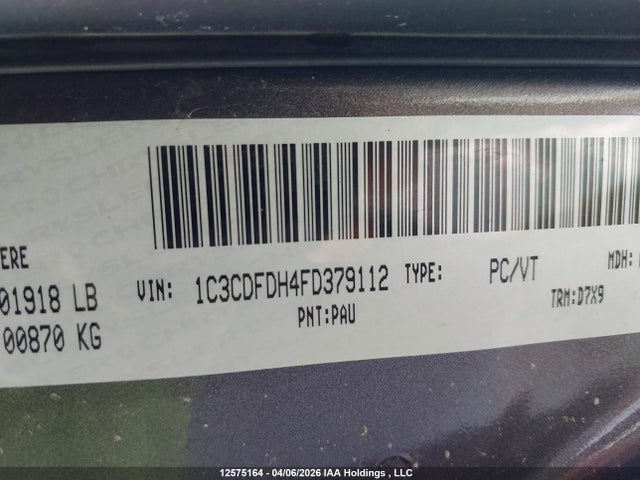 CHRYSLER
ERE
01918 LB
VIN: 1C3CDFDH4FD379112 TYPE: PC/VT MDH:
00870 KG
PNT:PAU TRM:D7X9
12575164 - 04/06/2026 IAA Holdings , LLC